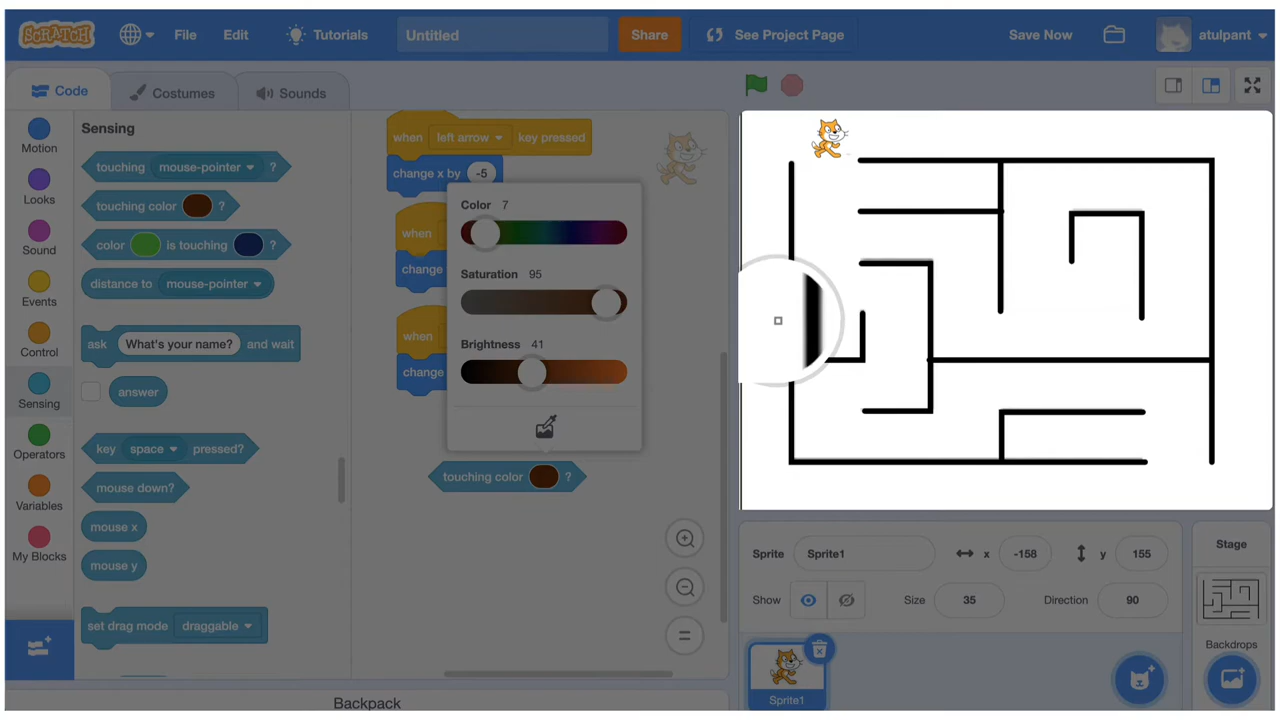 SCRATCH File Edit Tutorials Untitled Share See Project Page Save Now atulpant
Code Costumes Sounds
Motion
Looks
Sound
Events
Control
Sensing
Operators
Variables
My Blocks
Sensing
touching mouse-pointer ?
touching color ?
color is touching ?
distance to mouse-pointer
ask What's your name? and wait
answer
key space pressed?
mouse down?
mouse x
mouse y
set drag mode draggable
when left arrow key pressed
change x by -5
when
change
when
change
Color 7
Saturation 95
Brightness 41
touching color ?
Backpack
Sprite Sprite1 x -158 y 155
Show Size 35 Direction 90
Sprite1
Stage
Backdrops